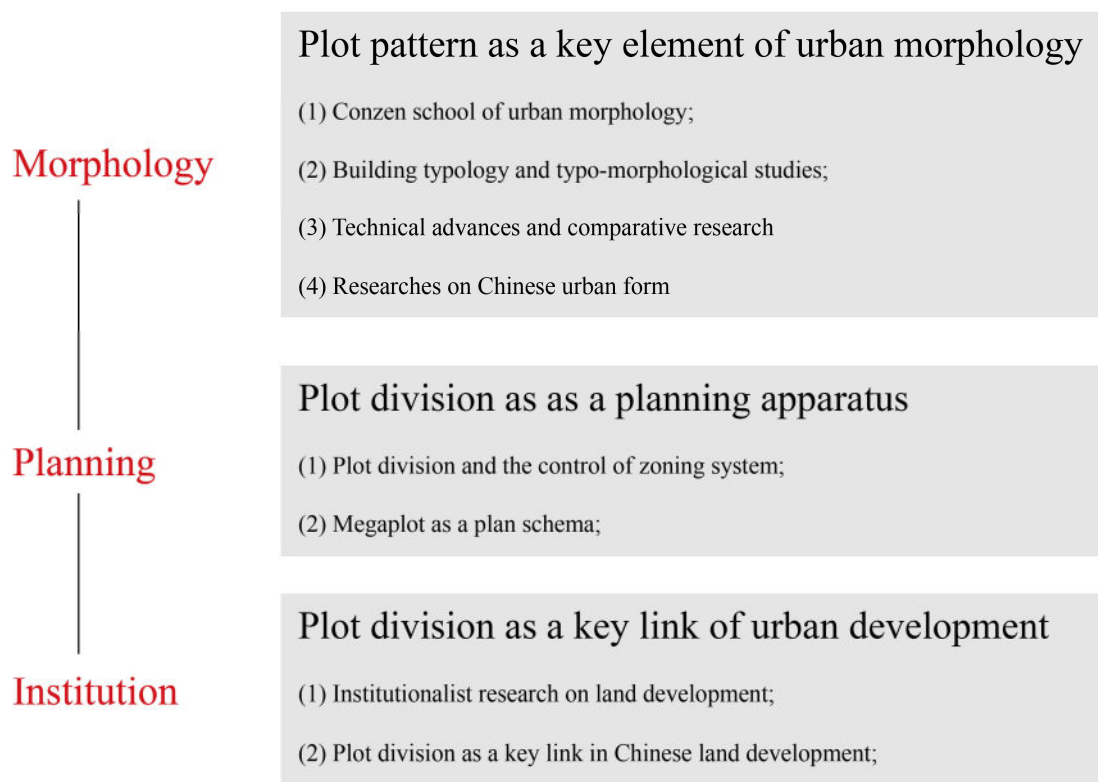 Morphology
Plot pattern as a key element of urban morphology
(1) Conzen school of urban morphology;
(2) Building typology and typo-morphological studies;
(3) Technical advances and comparative research
(4) Researches on Chinese urban form
Planning
Plot division as as a planning apparatus
(1) Plot division and the control of zoning system;
(2) Megaplot as a plan schema;
Institution
Plot division as a key link of urban development
(1) Institutionalist research on land development;
(2) Plot division as a key link in Chinese land development;